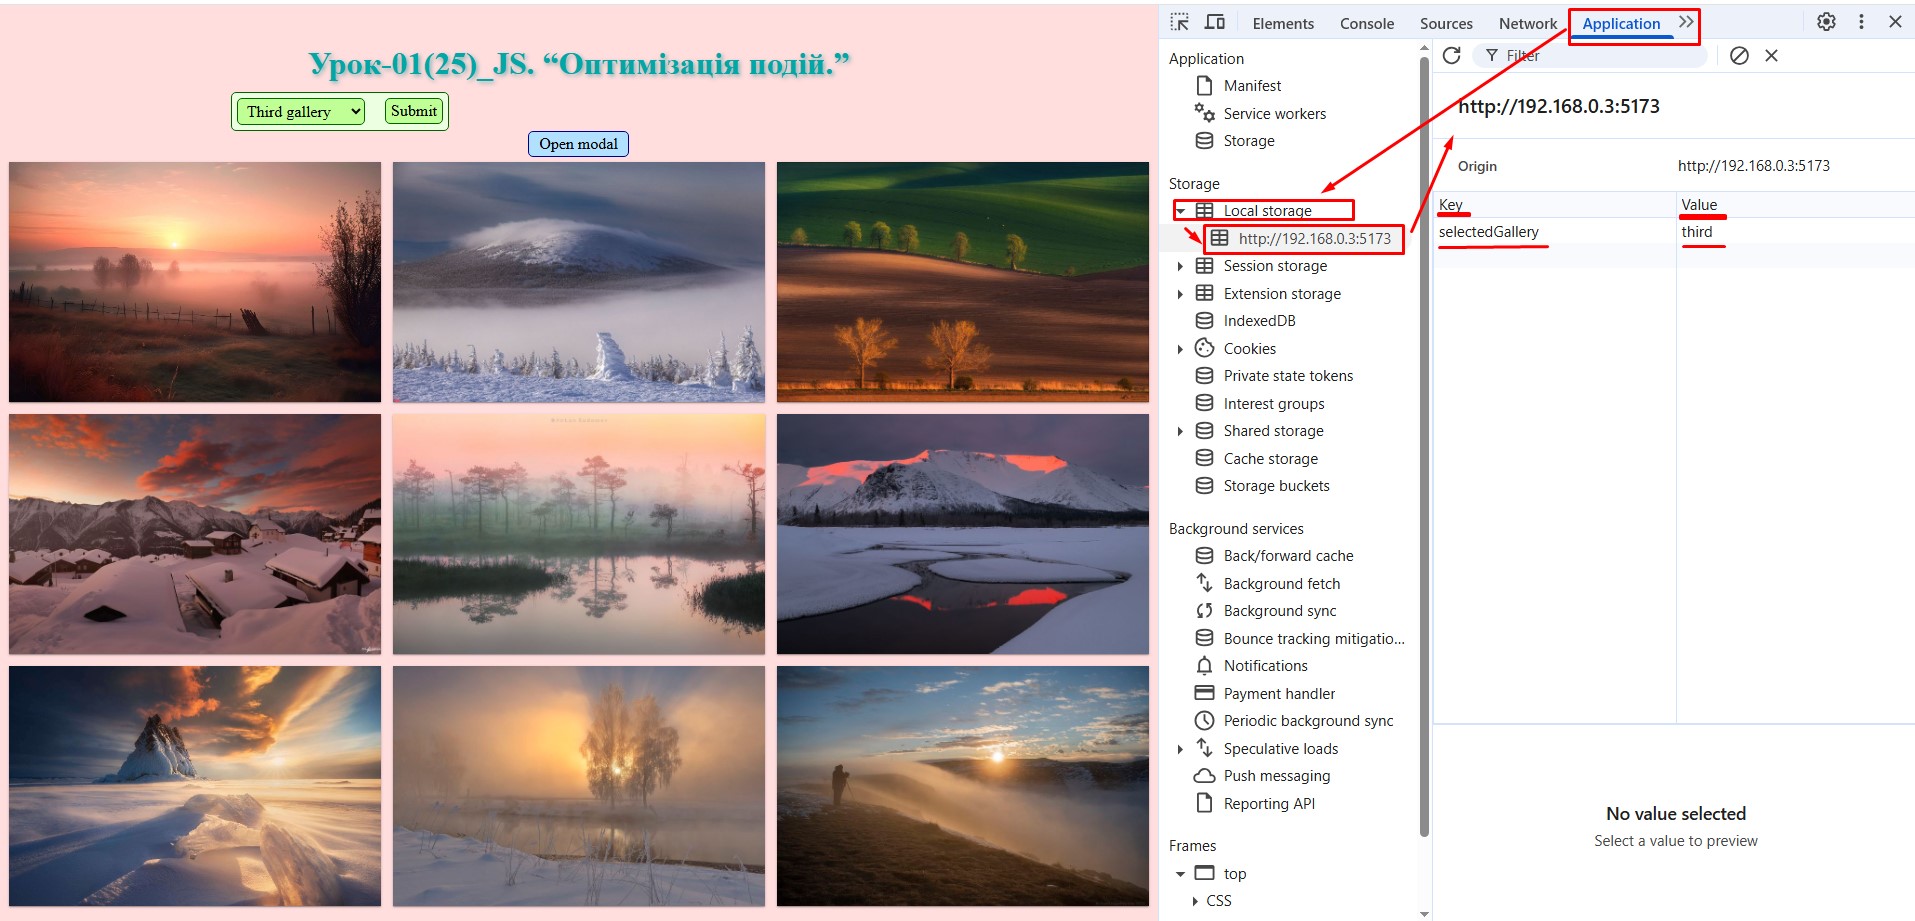 Урок-01(25)_JS. “Оптимізація подій.”
Third gallery
Submit
Open modal
Elements
Console
Sources
Network
Application
Application
Manifest
Service workers
Storage
Storage
Local storage
http://192.168.0.3:5173
Session storage
Extension storage
IndexedDB
Cookies
Private state tokens
Interest groups
Shared storage
Cache storage
Storage buckets
Background services
Back/forward cache
Background fetch
Background sync
Bounce tracking mitigatio...
Notifications
Payment handler
Periodic background sync
Speculative loads
Push messaging
Reporting API
Frames
top
CSS
Filter
http://192.168.0.3:5173
Origin
http://192.168.0.3:5173
Key
Value
selectedGallery
third
No value selected
Select a value to preview